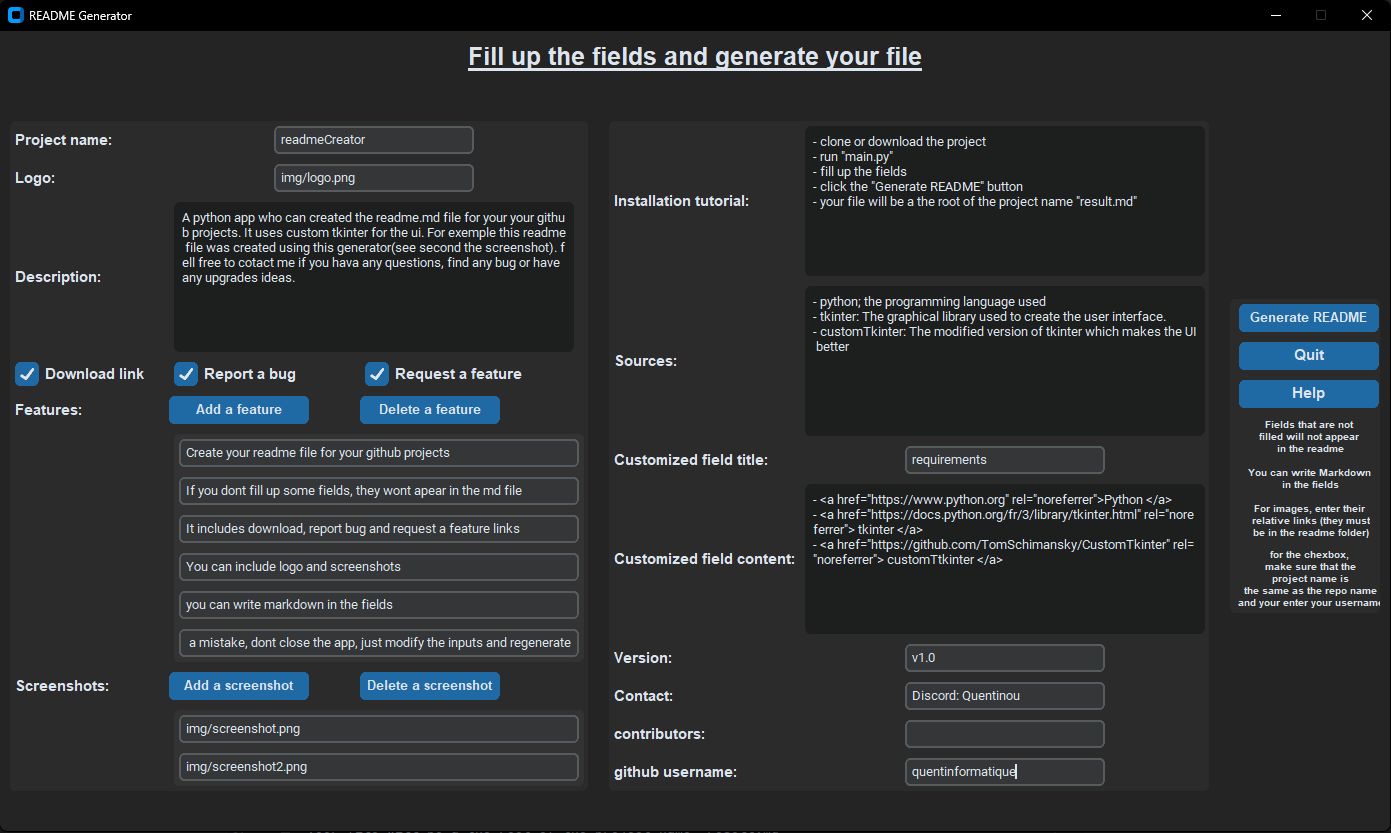 README Generator
Fill up the fields and generate your file
Project name:
readmeCreator
Logo:
img/logo.png
Description:
A python app who can created the readme.md file for your your githu
b projects. It uses custom tkinter for the ui. For exemple this readme
file was created using this generator(see second the screenshot). f
ell free to cotact me if you hava any questions, find any bug or have
any upgrades ideas.
Download link
Report a bug
Request a feature
Features:
Add a feature
Delete a feature
Create your readme file for your github projects
If you dont fill up some fields, they wont apear in the md file
It includes download, report bug and request a feature links
You can include logo and screenshots
you can write markdown in the fields
a mistake, dont close the app, just modify the inputs and regenerate
Screenshots:
Add a screenshot
Delete a screenshot
img/screenshot.png
img/screenshot2.png
Installation tutorial:
- clone or download the project
- run "main.py"
- fill up the fields
- click the "Generate README" button
- your file will be a the root of the project name "result.md"
Sources:
- python; the programming language used
- tkinter: The graphical library used to create the user interface.
- customTkinter: The modified version of tkinter which makes the UI
better
Customized field title:
requirements
Customized field content:
- <a href="https://www.python.org" rel="noreferrer">Python </a>
- <a href="https://docs.python.org/fr/3/library/tkinter.html" rel="nore
ferrer"> tkinter </a>
- <a href="https://github.com/TomSchimansky/CustomTkinter" rel=
"noreferrer"> customTtkinter </a>
Version:
v1.0
Contact:
Discord: Quentinou
contributors:
github username:
quentinformatique
Generate README
Quit
Help
Fields that are not
filled will not appear
in the readme
You can write Markdown
in the fields
For images, enter their
relative links (they must
be in the readme folder)
for the chexbox,
make sure that the
project name is
the same as the repo name
and your enter your username